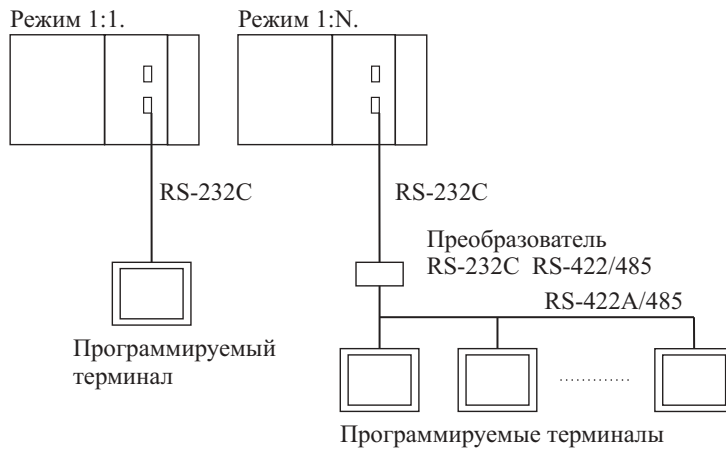 Режим 1:1.
Режим 1:N.
RS-232C
RS-232C
Преобразователь
RS-232C RS-422/485
RS-422A/485
Программируемый
терминал
Программируемые терминалы